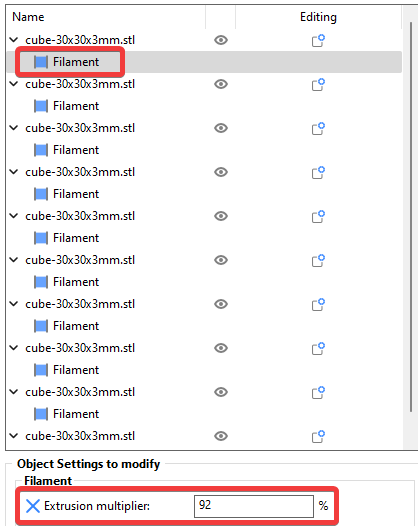 Name Editing
cube-30x30x3mm.stl
Filament
cube-30x30x3mm.stl
Filament
cube-30x30x3mm.stl
Filament
cube-30x30x3mm.stl
Filament
cube-30x30x3mm.stl
Filament
cube-30x30x3mm.stl
Filament
cube-30x30x3mm.stl
Filament
cube-30x30x3mm.stl
Filament
cube-30x30x3mm.stl
Filament
cube-30x30x3mm.stl
Object Settings to modify
Filament
Extrusion multiplier: 92 %